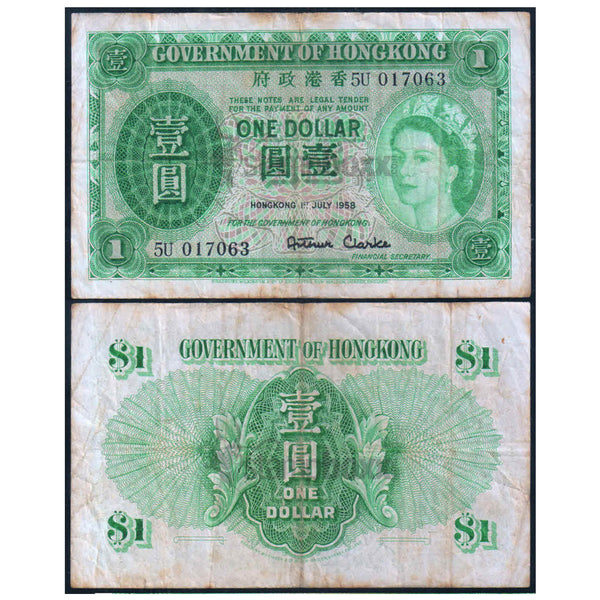 GOVERNMENT OF HONGKONG
壹
1
府政港香 5U 017063
THESE NOTES ARE LEGAL TENDER
FOR THE PAYMENT OF ANY AMOUNT
壹
圓
ONE DOLLAR
圓壹
HONGKONG 1ST JULY 1958
FOR THE GOVERNMENT OF HONGKONG
1
5U 017063
Arthur Clarke
FINANCIAL SECRETARY
壹
$1
GOVERNMENT OF HONGKONG
$1
壹
圓
ONE
DOLLAR
$1
$1